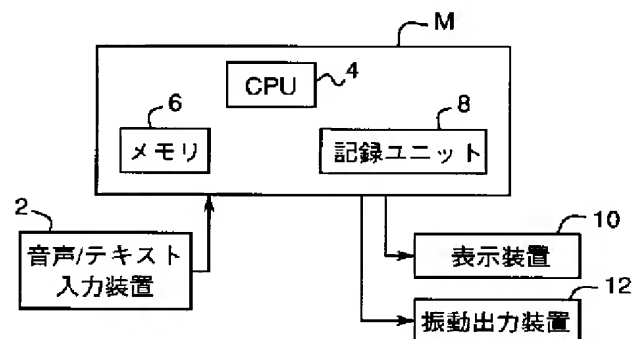 M
CPU
4
6
8
メモリ
記録ユニット
2
音声/テキスト
入力装置
10
表示装置
12
振動出力装置